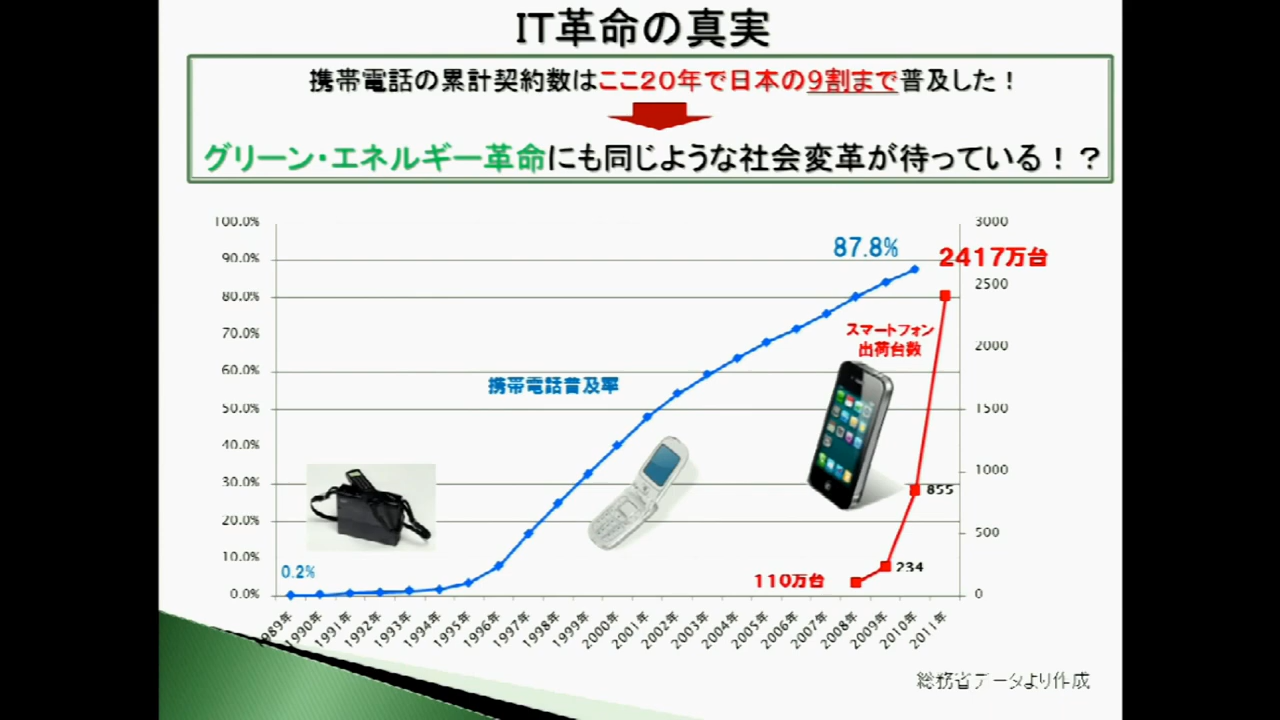 IT革命の真実
携帯電話の累計契約数はここ20年で日本の9割まで普及した！
グリーン・エネルギー革命にも同じような社会変革が待っている！？
100.0%
90.0%
80.0%
70.0%
60.0%
50.0%
40.0%
30.0%
20.0%
10.0%
0.0%
3000
2500
2000
1500
1000
500
0
87.8%
2417万台
スマートフォン
出荷台数
携帯電話普及率
855
234
110万台
0.2%
1989年
1990年
1991年
1992年
1993年
1994年
1995年
1996年
1997年
1998年
1999年
2000年
2001年
2002年
2003年
2004年
2005年
2006年
2007年
2008年
2009年
2010年
2011年
総務省データより作成